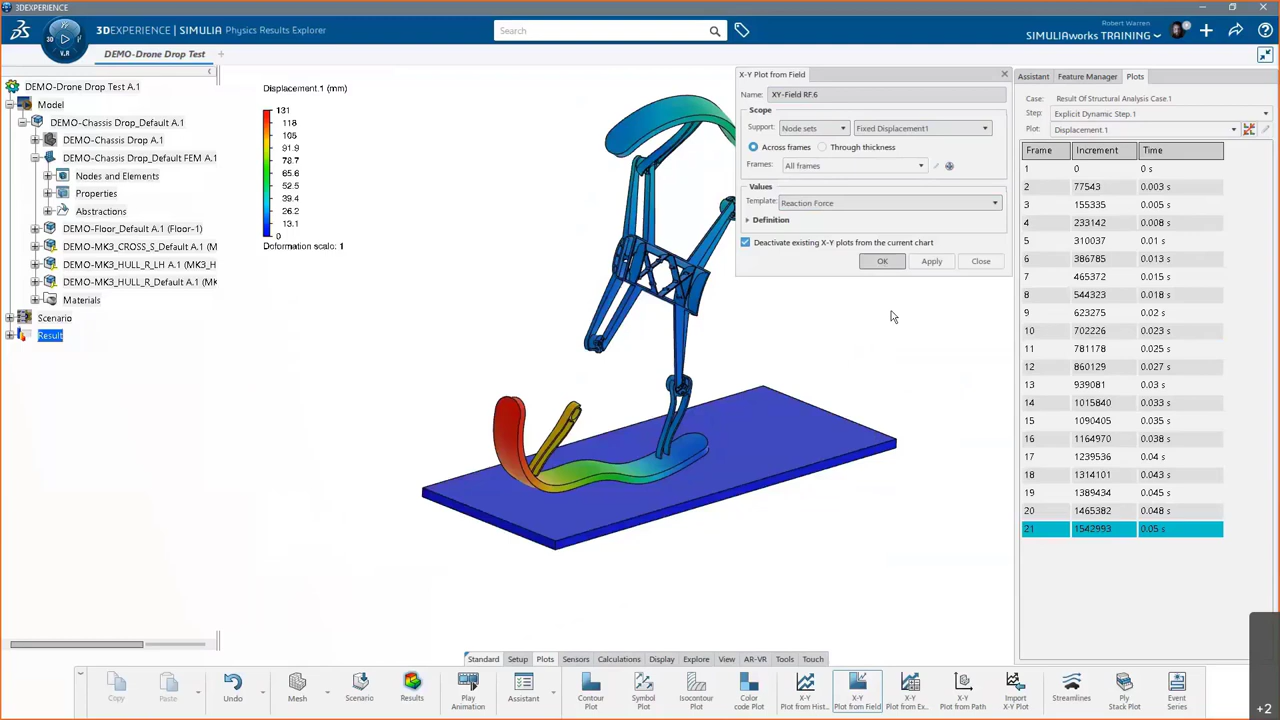 3DEXPERIENCE
3DEXPERIENCE | SIMULIA Physics Results Explorer
Search
Robert Warren
SIMULIAworks TRAINING
3D
V.R
DEMO-Drone Drop Test
+
DEMO-Drone Drop Test A.1
Model
DEMO-Chassis Drop_Default A.1
DEMO-Chassis Drop A.1
DEMO-Chassis Drop_Default FEM A.1
Nodes and Elements
Properties
Abstractions
DEMO-Floor_Default (Floor-1)
DEMO-MK3_CROSS_S_Default A.1 (M
DEMO-MK3_HULL_R_LH A.1 (MK3_H
DEMO-MK3_HULL_R_Default A.1 (MK
Materials
Scenario
Result
Displacement.1 (mm)
131
118
105
91.9
78.7
65.6
52.5
39.4
26.2
13.1
0
Deformation scale: 1
X-Y Plot from Field
Name: XY-Field RF.6
Scope
Support: Node sets Fixed Displacement1
Across frames Through thickness
Frames: All frames
Values
Template: Reaction Force
Definition
Deactivate existing X-Y plots from the current chart
OK Apply Close
Assistant Feature Manager Plots
Case: Result Of Structural Analysis Case.1
Step: Explicit Dynamic Step.1
Plot: Displacement.1
Frame Increment Time
1 0 0 s
2 77543 0.003 s
3 155335 0.005 s
4 233142 0.008 s
5 310037 0.01 s
6 386785 0.013 s
7 465372 0.015 s
8 544323 0.018 s
9 623275 0.02 s
10 702226 0.023 s
11 781178 0.025 s
12 860129 0.027 s
13 939081 0.03 s
14 1015840 0.033 s
15 1090405 0.035 s
16 1164970 0.038 s
17 1239536 0.04 s
18 1314101 0.043 s
19 1389434 0.045 s
20 1465382 0.048 s
21 1542993 0.05 s
Standard Setup Plots Sensors Calculations Display Explore View AR-VR Tools Touch
Copy
Paste
Undo
Mesh
Scenario
Results
Play
Animation
Assistant
Contour
Plot
Symbol
Plot
Isocontour
Plot
Color
code Plot
X-Y
Plot from Hist...
X-Y
Plot from Field
X-Y
Plot from Ex...
X-Y
Plot from Path
Import
X-Y Plot
Streamlines
Ply
Stack Plot
Event
Series
+2